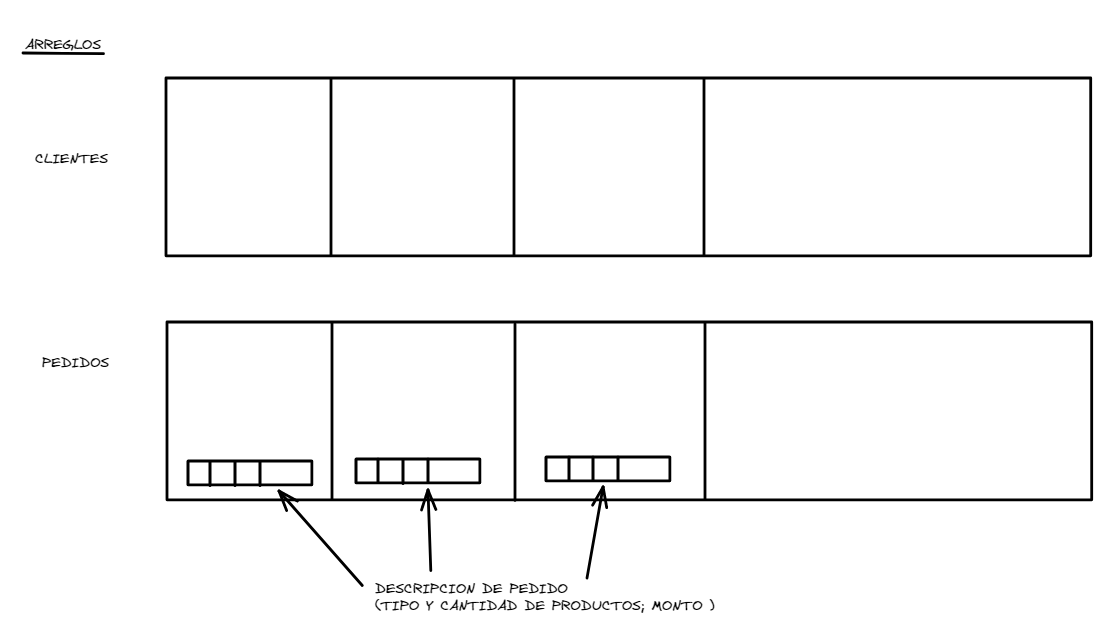 ARREGLOS
CLIENTES
PEDIDOS
DESCRIPCION DE PEDIDO
(TIPO Y CANTIDAD DE PRODUCTOS; MONTO )